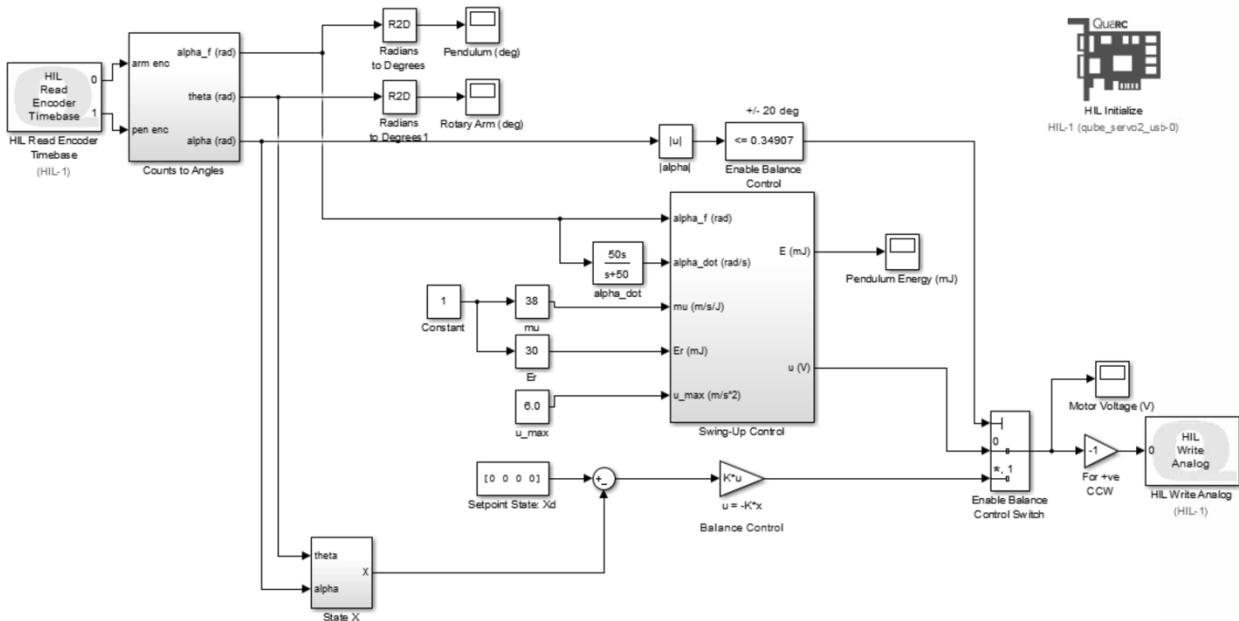 HIL
Read
Encoder
Timebase
0
1
HIL Read Encoder
Timebase
(HIL-1)
arm enc
pen enc
alpha_f (rad)
theta (rad)
alpha (rad)
Counts to Angles
R2D
Radians
to Degrees
Pendulum (deg)
R2D
Radians
to Degrees1
Rotary Arm (deg)
|u|
|alpha|
+/- 20 deg
<= 0.34907
Enable Balance
Control
QUARC
HIL Initialize
HIL-1 (qube_servo2_usb-0)
alpha_f (rad)
alpha_dot (rad/s)
mu (m/s/J)
Er (mJ)
u_max (m/s^2)
E (mJ)
u (V)
Swing-Up Control
50s
s+50
alpha_dot
1
Constant
38
mu
30
Er
6.0
u_max
Pendulum Energy (mJ)
Motor Voltage (V)
0
*, 1
Enable Balance
Control Switch
-1
For +ve
CCW
0
HIL
Write
Analog
HIL Write Analog
(HIL-1)
[0 0 0 0]
Setpoint State: Xd
+
-
K*u
u = -K*x
Balance Control
theta
alpha
X
State X